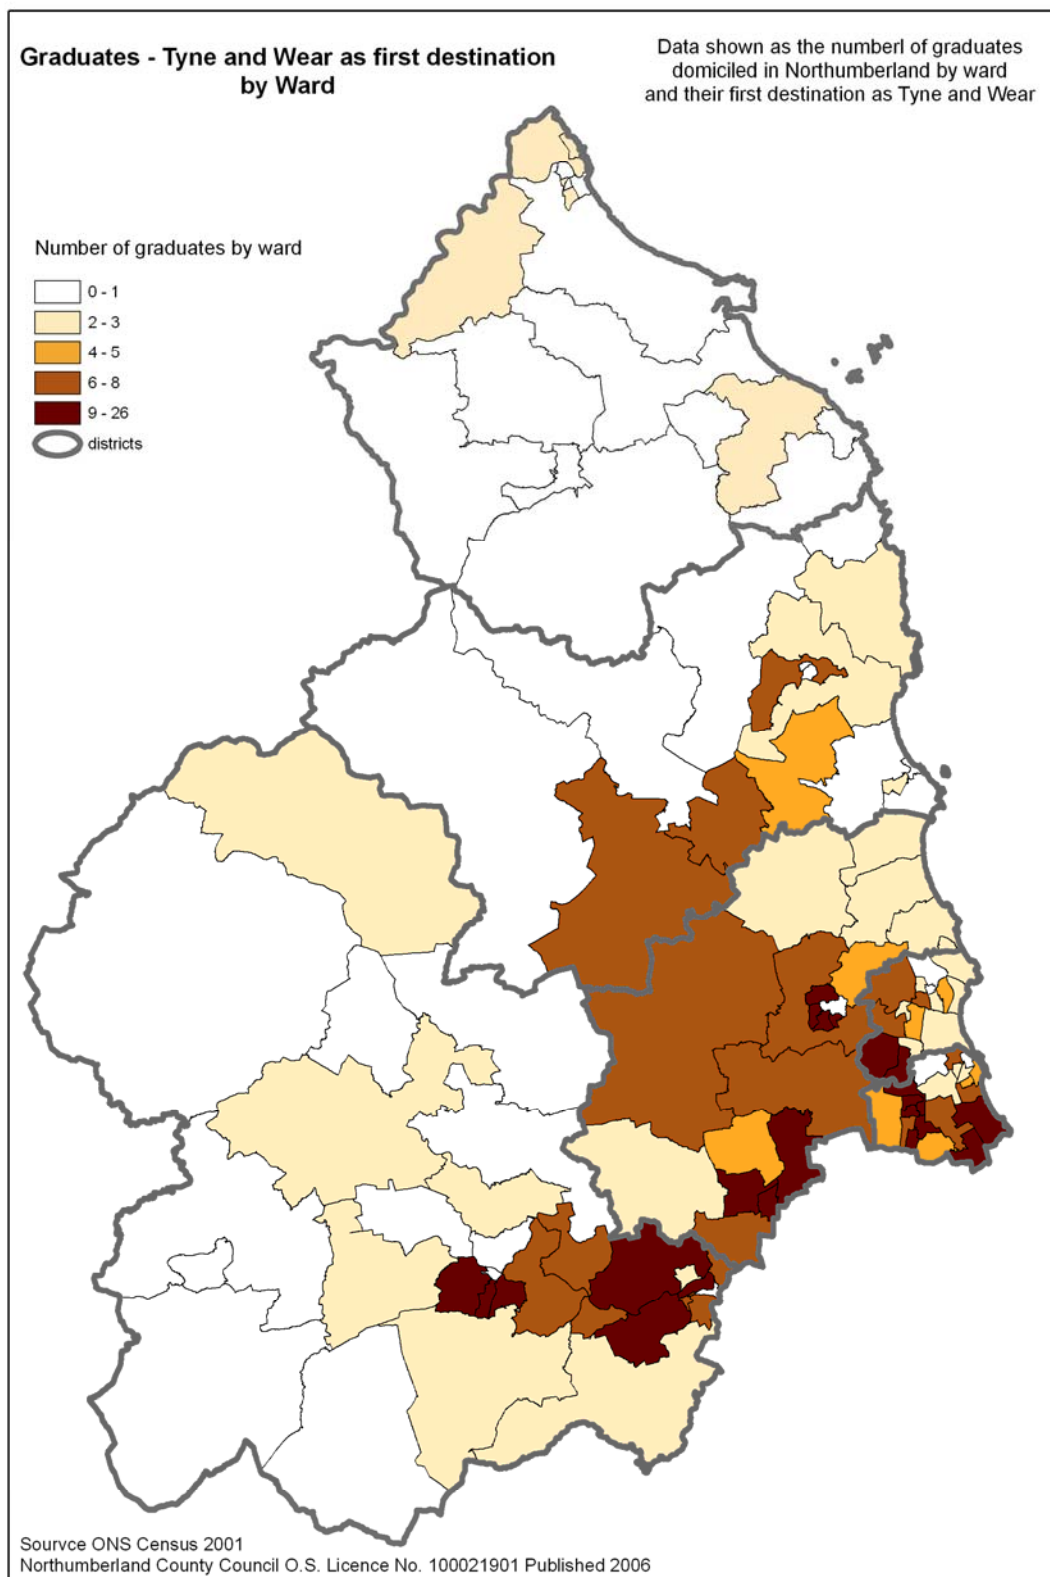 Graduates - Tyne and Wear as first destination
by Ward
Data shown as the numberl of graduates
domiciled in Northumberland by ward
and their first destination as Tyne and Wear
Number of graduates by ward
0 - 1
2 - 3
4 - 5
6 - 8
9 - 26
districts
Sourvce ONS Census 2001
Northumberland County Council O.S. Licence No. 100021901 Published 2006